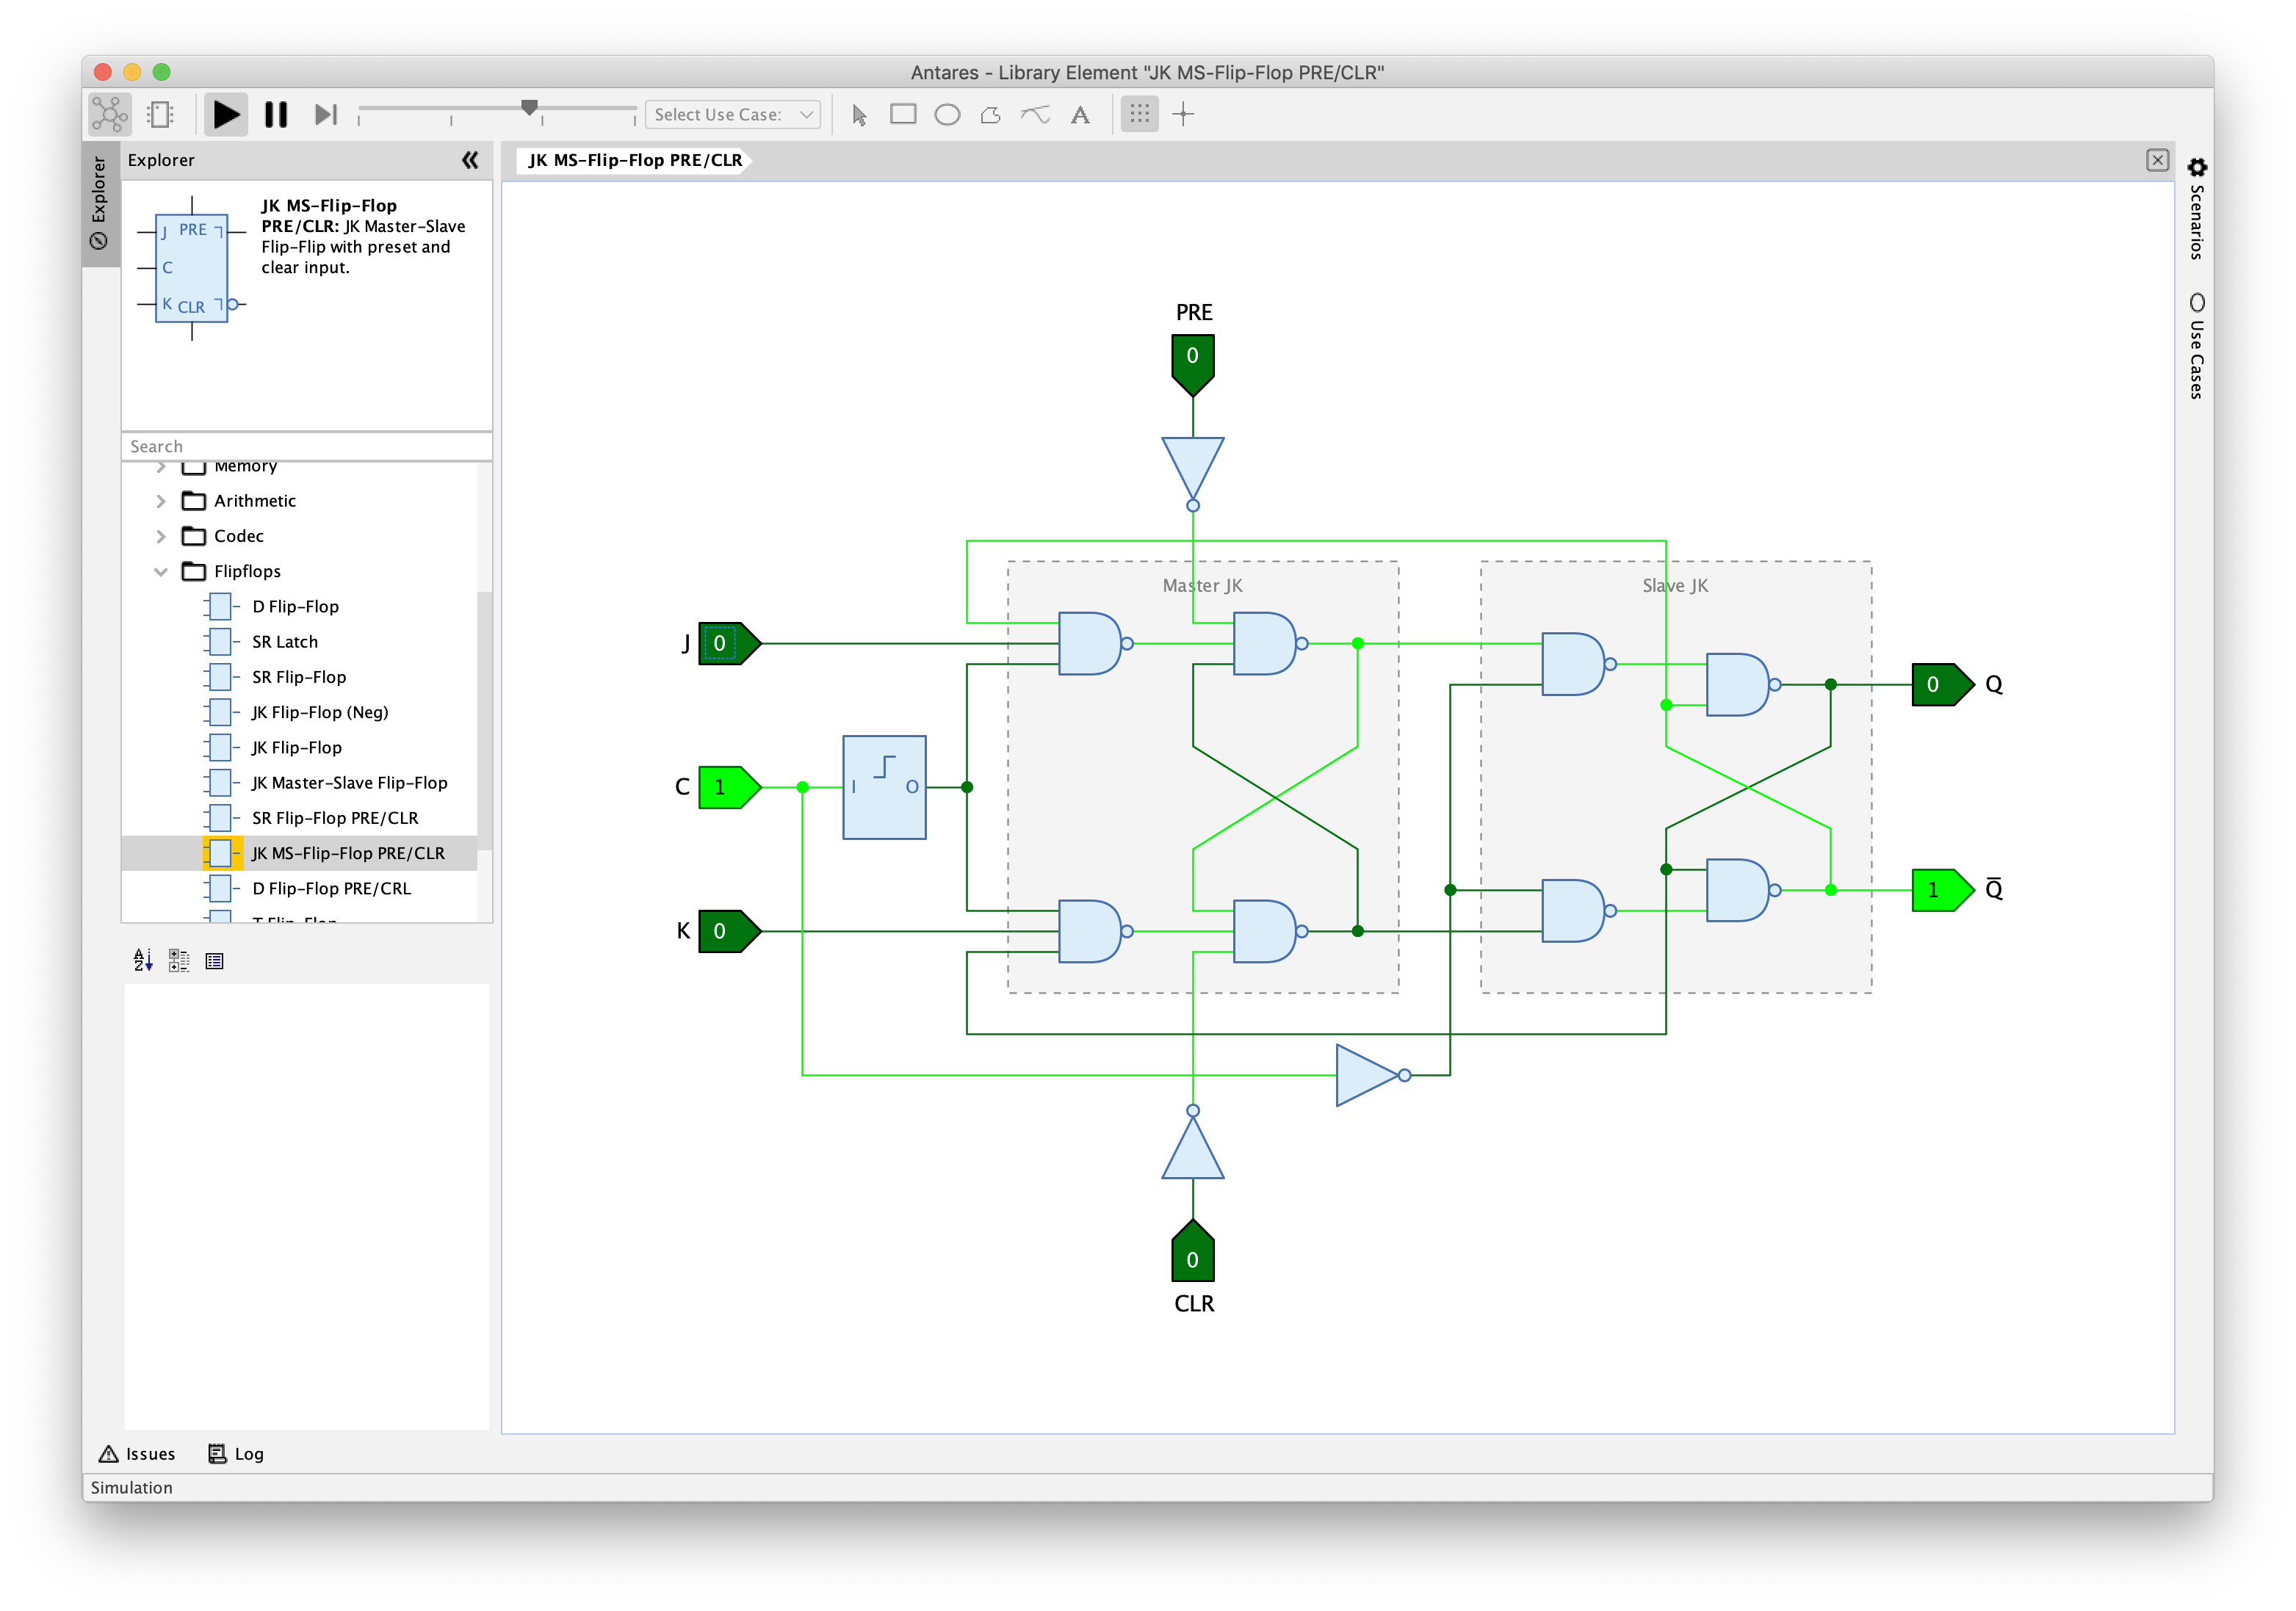 Antares - Library Element "JK MS-Flip-Flop PRE/CLR"
Select Use Case:
A
Explorer
Explorer
JK MS-Flip-Flop PRE/CLR
JK MS-Flip-Flop
PRE/CLR: JK Master-Slave
Flip-Flip with preset and
clear input.
J PRE
C
K CLR
Search
Memory
Arithmetic
Codec
Flipflops
D Flip-Flop
SR Latch
SR Flip-Flop
JK Flip-Flop (Neg)
JK Flip-Flop
JK Master-Slave Flip-Flop
SR Flip-Flop PRE/CLR
JK MS-Flip-Flop PRE/CLR
D Flip-Flop PRE/CRL
T Flip-Flop
A
Z
PRE
0
Master JK
Slave JK
J 0
0 Q
C 1
I O
K 0
1 Q̅
0
CLR
Scenarios
Use Cases
Issues
Log
Simulation